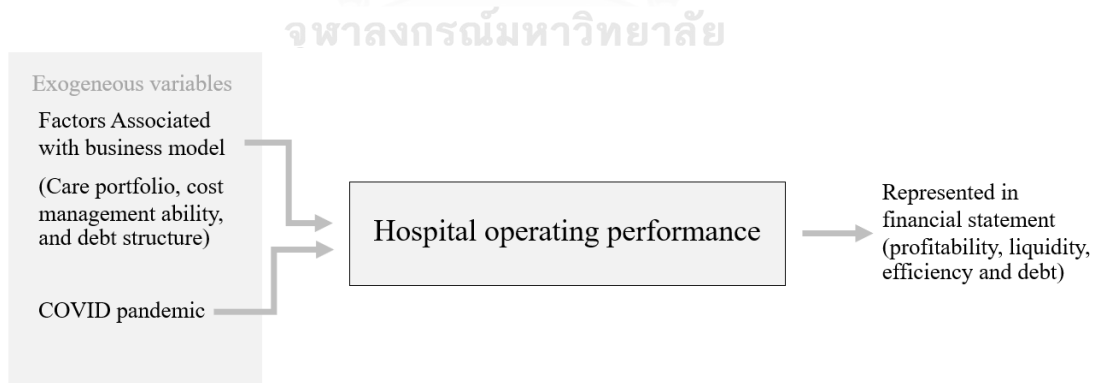 จุฬาลงกรณ์มหาวิทยาลัย
Exogeneous variables
Factors Associated
with business model
(Care portfolio, cost
management ability,
and debt structure)
COVID pandemic
Hospital operating performance
Represented in
financial statement
(profitability, liquidity,
efficiency and debt)